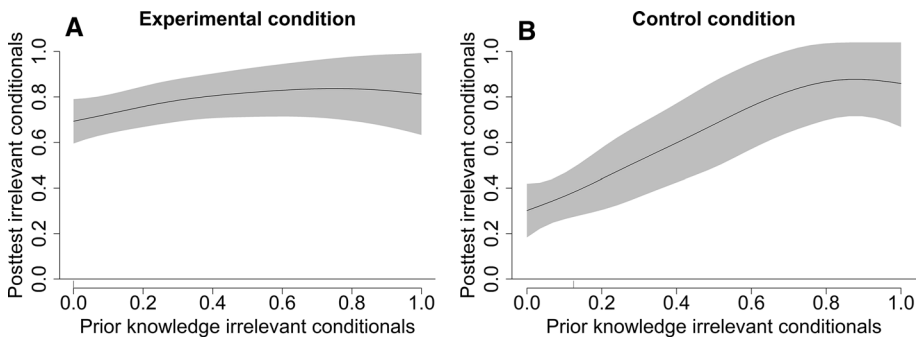 A
Experimental condition
Posttest irrelevant conditionals
1.0
0.8
0.6
0.4
0.2
0.0
0.0 0.2 0.4 0.6 0.8 1.0
Prior knowledge irrelevant conditionals
B
Control condition
Posttest irrelevant conditionals
1.0
0.8
0.6
0.4
0.2
0.0
0.0 0.2 0.4 0.6 0.8 1.0
Prior knowledge irrelevant conditionals